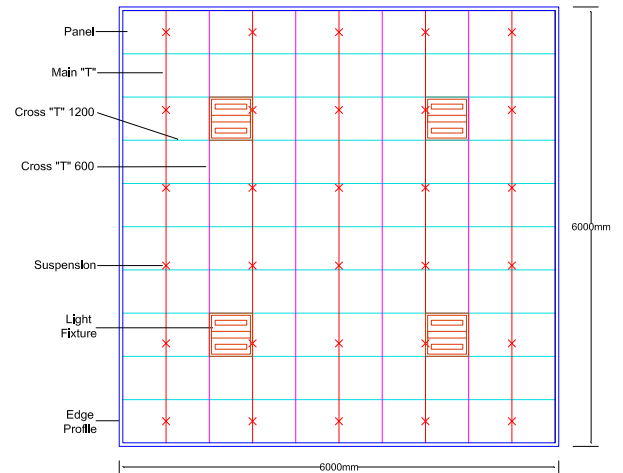 Panel
Main "T"
Cross "T" 1200
Cross "T" 600
Suspension
Light
Fixture
Edge
Profile
6000mm
6000mm